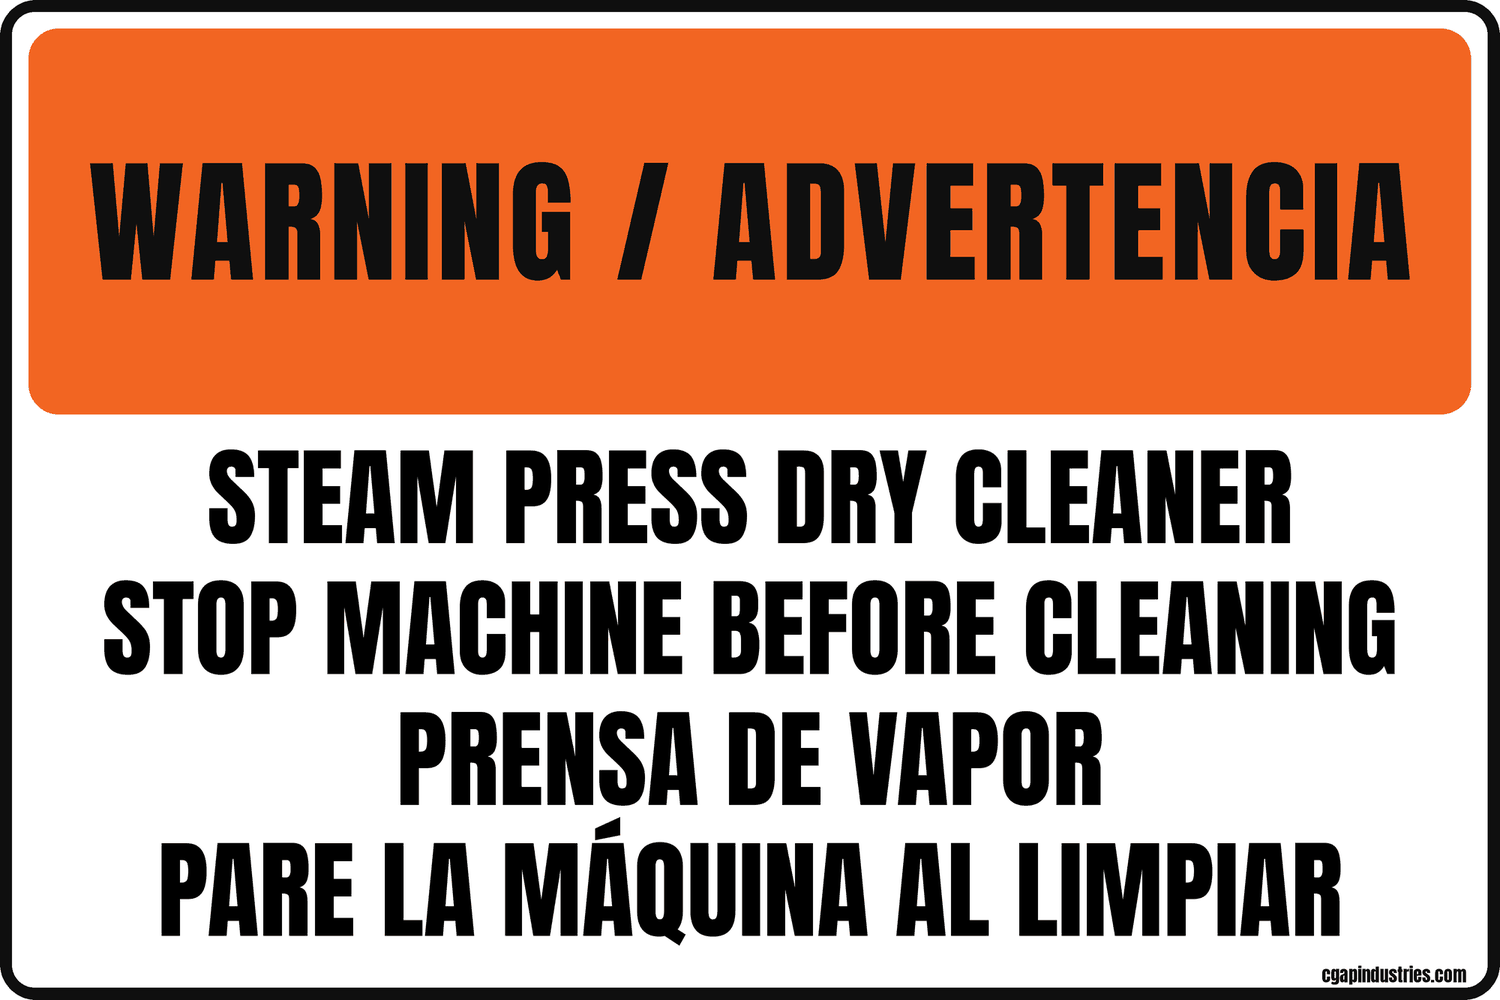 WARNING / ADVERTENCIA
STEAM PRESS DRY CLEANER
STOP MACHINE BEFORE CLEANING
PRENSA DE VAPOR
PARE LA MÁQUINA AL LIMPIAR
cgapindustries.com